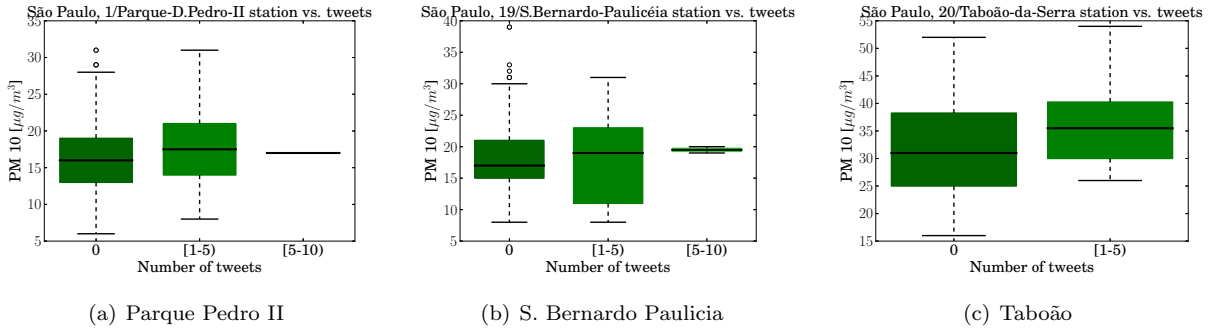 São Paulo, 1/Parque-D.Pedro-II station vs. tweets
35
30
25
20
15
10
5
PM 10 [μg/m³]
0
[1-5)
[5-10)
Number of tweets
(a) Parque Pedro II
São Paulo, 19/S.Bernardo-Paulicéia station vs. tweets
40
35
30
25
20
15
10
5
PM 10 [μg/m³]
0
[1-5)
[5-10)
Number of tweets
(b) S. Bernardo Paulicia
São Paulo, 20/Taboão-da-Serra station vs. tweets
55
50
45
40
35
30
25
20
15
PM 10 [μg/m³]
0
[1-5)
Number of tweets
(c) Taboão